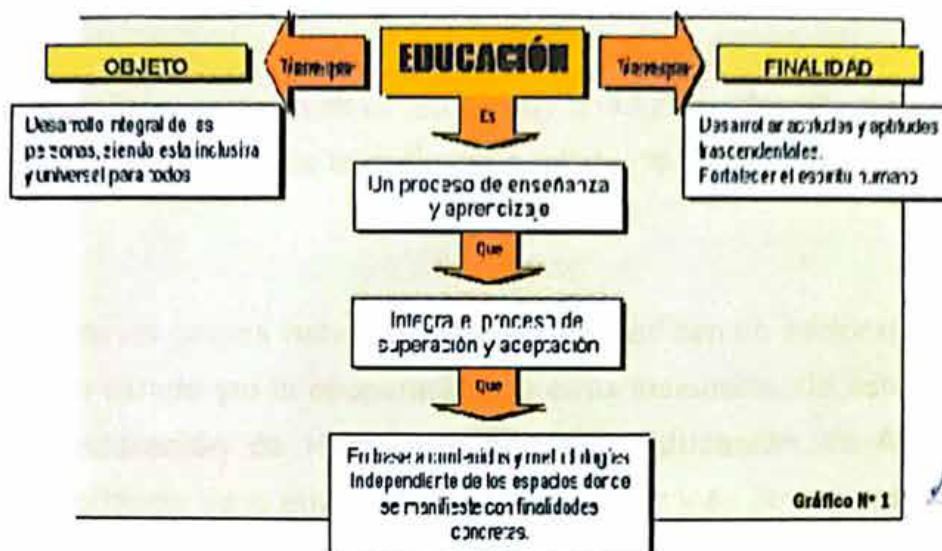 EDUCACIÓN
OBJETO
Tiene por
Tiene por
FINALIDAD
Es
Desarrollo integral de las
personas, siendo esta inclusiva
y universal para todos
Desarrollar actitudes y aptitudes
trascendentales.
Fortalecer el espíritu humano
Un proceso de enseñanza
y aprendizaje
Que
Integra el proceso de
superación y aceptación
Que
En base a contenidos y metodologías
Independiente de los espacios donde
se manifieste con finalidades
concretas.
Gráfico Nº 1